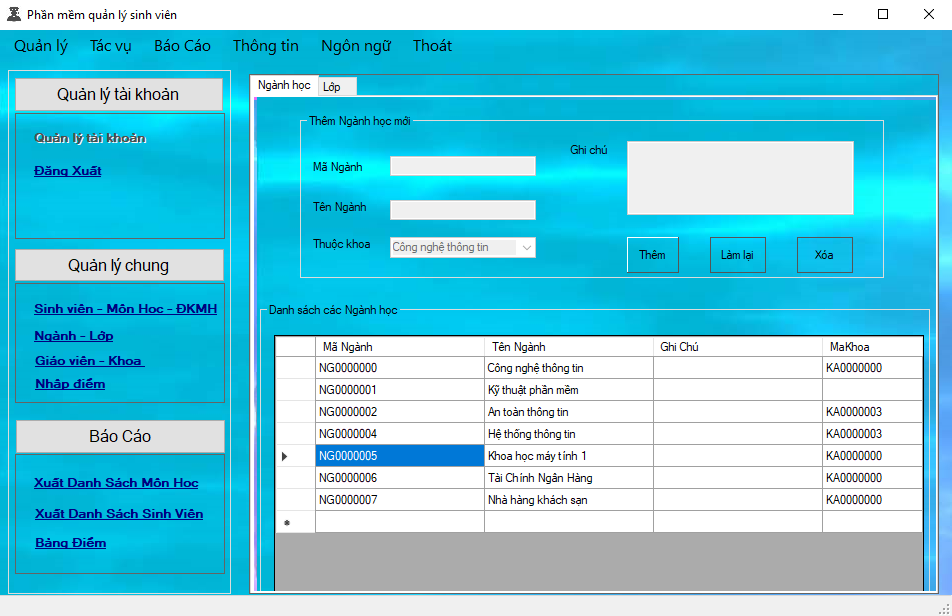 Phần mềm quản lý sinh viên
Quản lý Tác vụ Báo Cáo Thông tin Ngôn ngữ Thoát
Quản lý tài khoản
Quản lý tài khoản
Đăng Xuất
Quản lý chung
Sinh viên - Môn Học - ĐKMH
Ngành - Lớp
Giáo viên - Khoa
Nhập điểm
Báo Cáo
Xuất Danh Sách Môn Học
Xuất Danh Sách Sinh Viên
Bảng Điểm
Ngành học Lớp
Thêm Ngành học mới
Mã Ngành
Tên Ngành
Thuộc khoa Công nghệ thông tin
Ghi chú
Thêm Làm lại Xóa
Danh sách các Ngành học
Mã Ngành Tên Ngành Ghi Chú MaKhoa
NG0000000 Công nghệ thông tin KA0000000
NG0000001 Kỹ thuật phần mềm
NG0000002 An toàn thông tin KA0000003
NG0000004 Hệ thống thông tin KA0000003
NG0000005 Khoa học máy tính 1 KA0000000
NG0000006 Tài Chính Ngân Hàng KA0000000
NG0000007 Nhà hàng khách sạn KA0000000